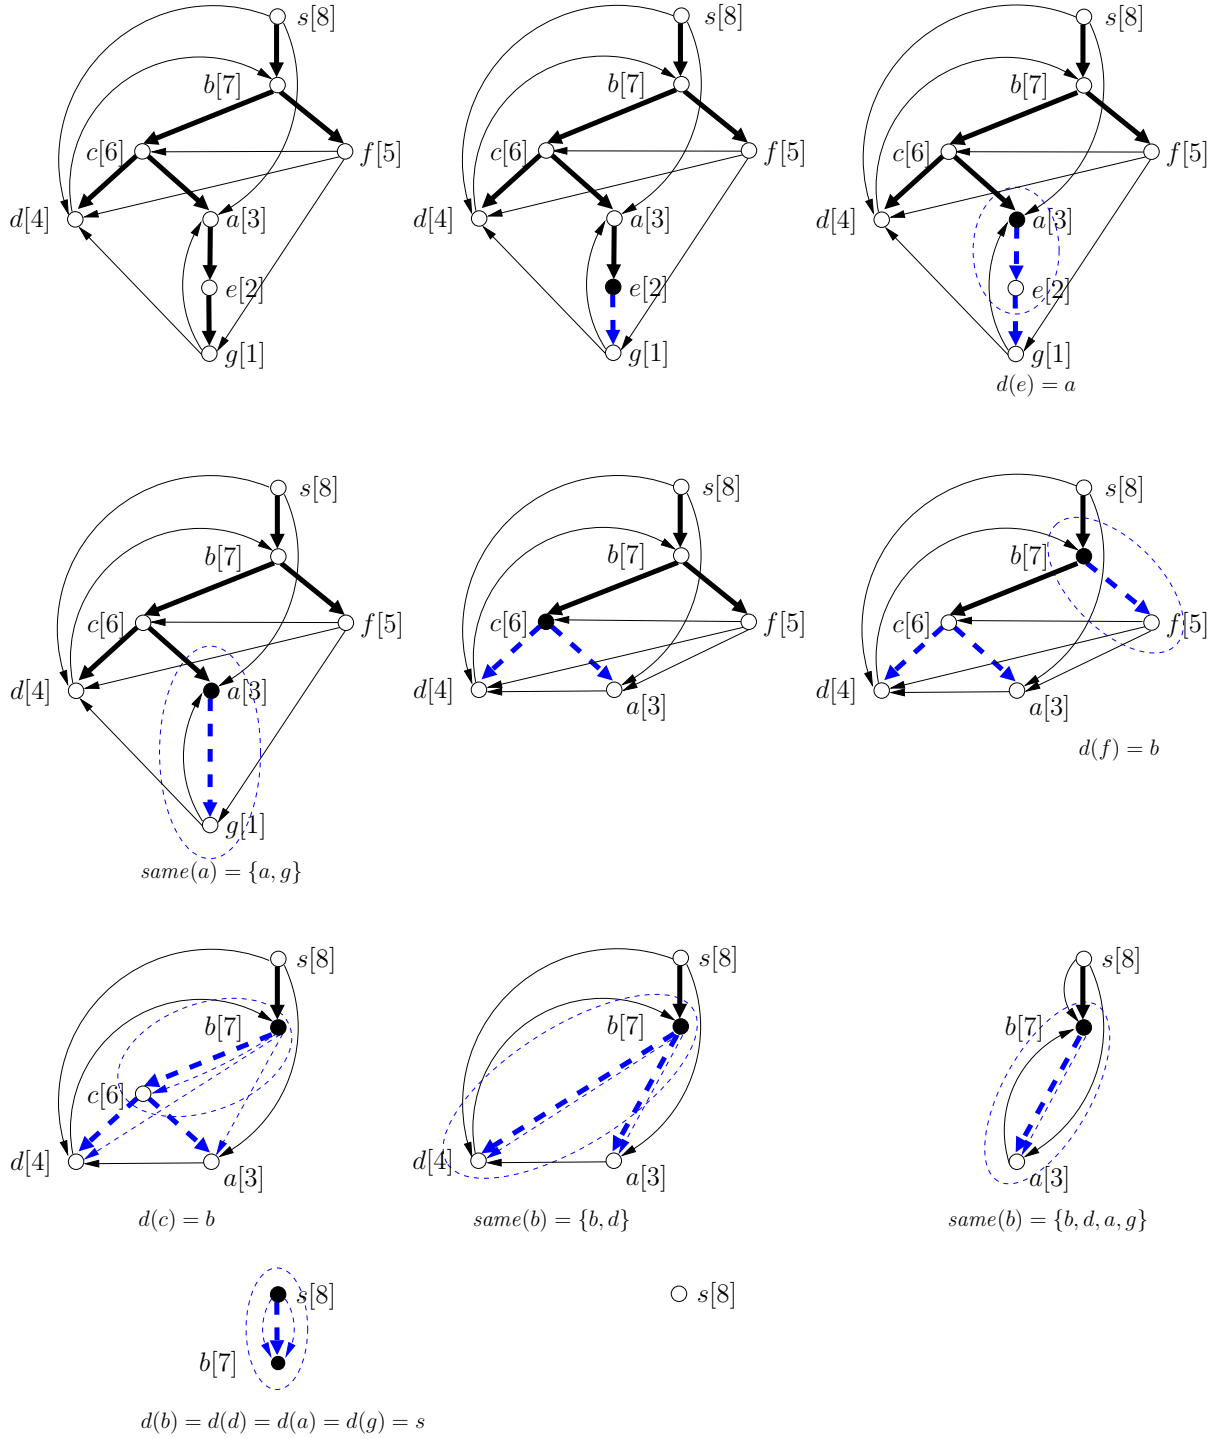 s[8]
b[7]
c[6]
f[5]
d[4]
a[3]
e[2]
g[1]
s[8]
b[7]
c[6]
f[5]
d[4]
a[3]
e[2]
g[1]
s[8]
b[7]
c[6]
f[5]
d[4]
a[3]
e[2]
g[1]
d(e) = a
s[8]
b[7]
c[6]
f[5]
d[4]
a[3]
g[1]
same(a) = {a, g}
s[8]
b[7]
c[6]
f[5]
d[4]
a[3]
s[8]
b[7]
c[6]
f[5]
d[4]
a[3]
d(f) = b
s[8]
b[7]
c[6]
d[4]
a[3]
d(c) = b
s[8]
b[7]
d[4]
a[3]
same(b) = {b, d}
s[8]
b[7]
a[3]
same(b) = {b, d, a, g}
s[8]
b[7]
d(b) = d(d) = d(a) = d(g) = s
s[8]